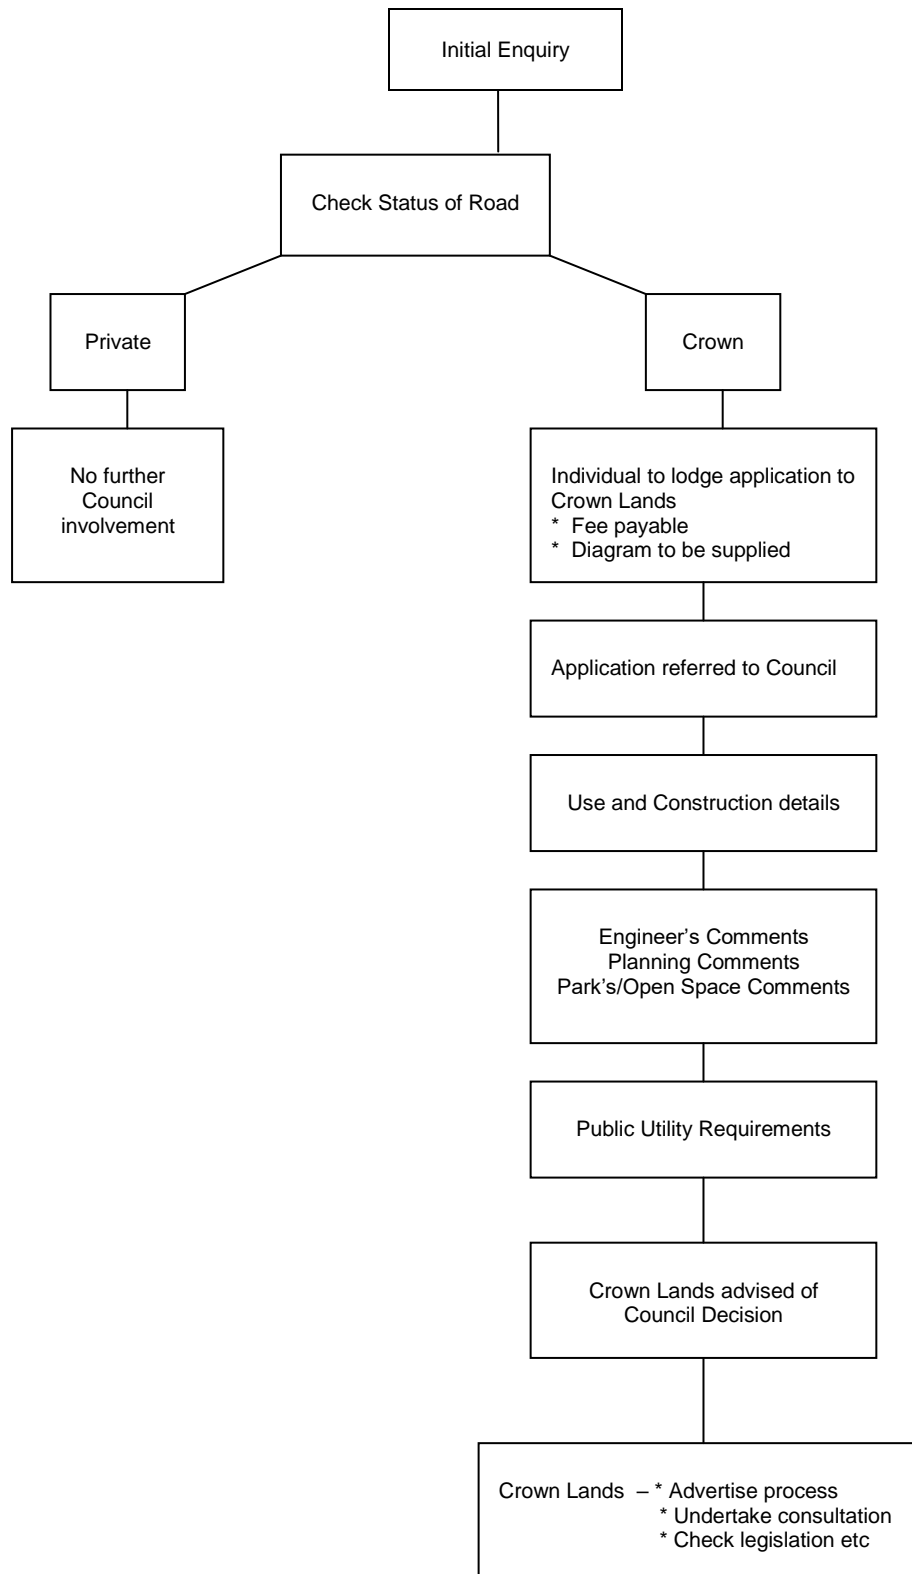 Initial Enquiry
Check Status of Road
Private
Crown
No further
Council
involvement
Individual to lodge application to
Crown Lands
* Fee payable
* Diagram to be supplied
Application referred to Council
Use and Construction details
Engineer’s Comments
Planning Comments
Park’s/Open Space Comments
Public Utility Requirements
Crown Lands advised of
Council Decision
Crown Lands – * Advertise process
* Undertake consultation
* Check legislation etc